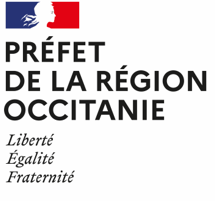 PRÉFET
DE LA RÉGION
OCCITANIE
Liberté
Égalité
Fraternité